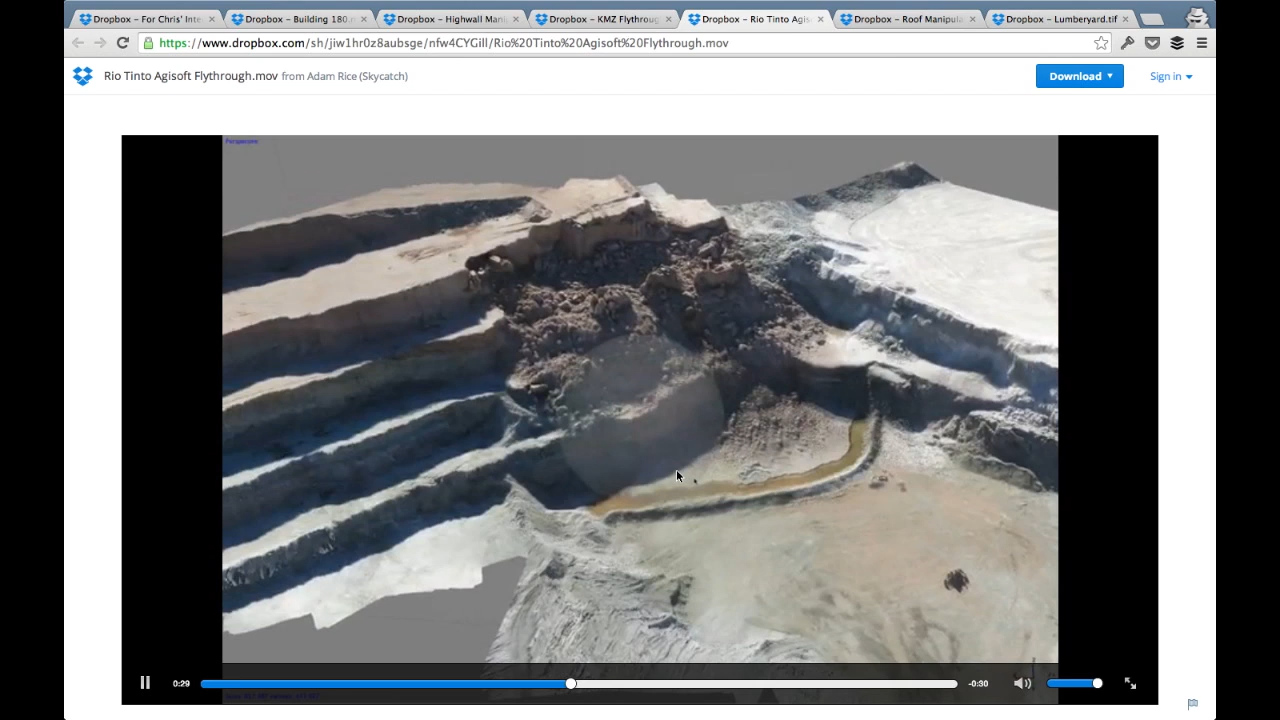 Dropbox – For Chris' Inte
Dropbox – Building 180.m
Dropbox – Highwall Mani
Dropbox – KMZ Flythroug
Dropbox – Rio Tinto Agis
Dropbox – Roof Manipula
Dropbox – Lumberyard.tif
https://www.dropbox.com/sh/jiw1hr0z8aubsge/nfw4CYGill/Rio%20Tinto%20Agisoft%20Flythrough.mov
Rio Tinto Agisoft Flythrough.mov from Adam Rice (Skycatch)
Download
Sign in
Perspective
0:29
-0:30